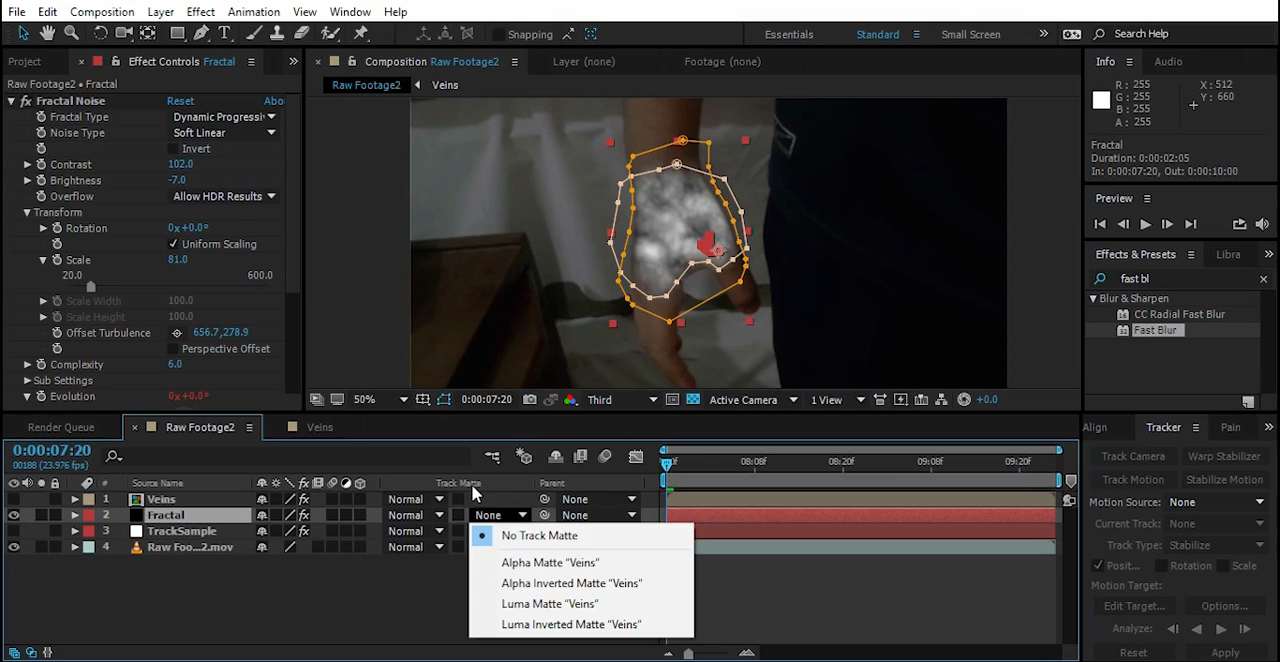 File Edit Composition Layer Effect Animation View Window Help
Snapping Essentials Standard Small Screen Search Help
Project Effect Controls Fractal Composition Raw Footage2 Layer (none) Footage (none) Info Audio
Raw Footage2 • Fractal
Raw Footage2 Veins
Fractal Noise Reset Abo
Fractal Type Dynamic Progressi
Noise Type Soft Linear
Invert
Contrast 102.0
Brightness -7.0
Overflow Allow HDR Results
Transform
Rotation 0x+0.0°
Uniform Scaling
Scale 81.0
20.0 600.0
Scale Width 100.0
Scale Height 100.0
Offset Turbulence 656.7,278.9
Perspective Offset
Complexity 6.0
Sub Settings
Evolution 0x+0.0°
R: 255 X: 512
G: 255 Y: 660
B: 255
A: 255
Fractal
Duration: 0:00:02:05
In: 0:00:07:20, Out: 0:00:10:00
Preview
Effects & Presets Libra
fast bl
Blur & Sharpen
16 CC Radial Fast Blur
32 Fast Blur
50% 0:00:07:20 Third Active Camera 1 View +0.0
Render Queue Raw Footage2 Veins
0:00:07:20
00188 (23.976 fps)
# Source Name Track Matte Parent
08:08f 08:20f 09:08f 09:20f
1 Veins Normal None
2 Fractal Normal None None
3 TrackSample Normal
4 Raw Foo...2.mov Normal
No Track Matte
Alpha Matte “Veins”
Alpha Inverted Matte “Veins”
Luma Matte “Veins”
Luma Inverted Matte “Veins”
Align Tracker Pain
Track Camera Warp Stabilizer
Track Motion Stabilize Motion
Motion Source: None
Current Track: None
Track Type: Stabilize
Posit... Rotation Scale
Motion Target:
Edit Target... Options...
Analyze:
Reset Apply